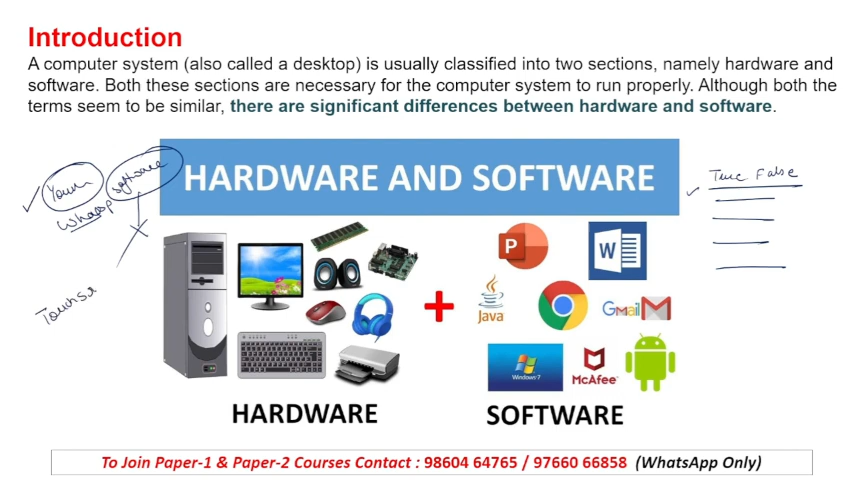 Introduction
A computer system (also called a desktop) is usually classified into two sections, namely hardware and
software. Both these sections are necessary for the computer system to run properly. Although both the
terms seem to be similar, there are significant differences between hardware and software.
HARDWARE AND SOFTWARE
software
True False
Touch
P
W
Java
Gmail
Windows 7
McAfee
HARDWARE
SOFTWARE
To Join Paper-1 & Paper-2 Courses Contact : 98604 64765 / 97660 66858 (WhatsApp Only)